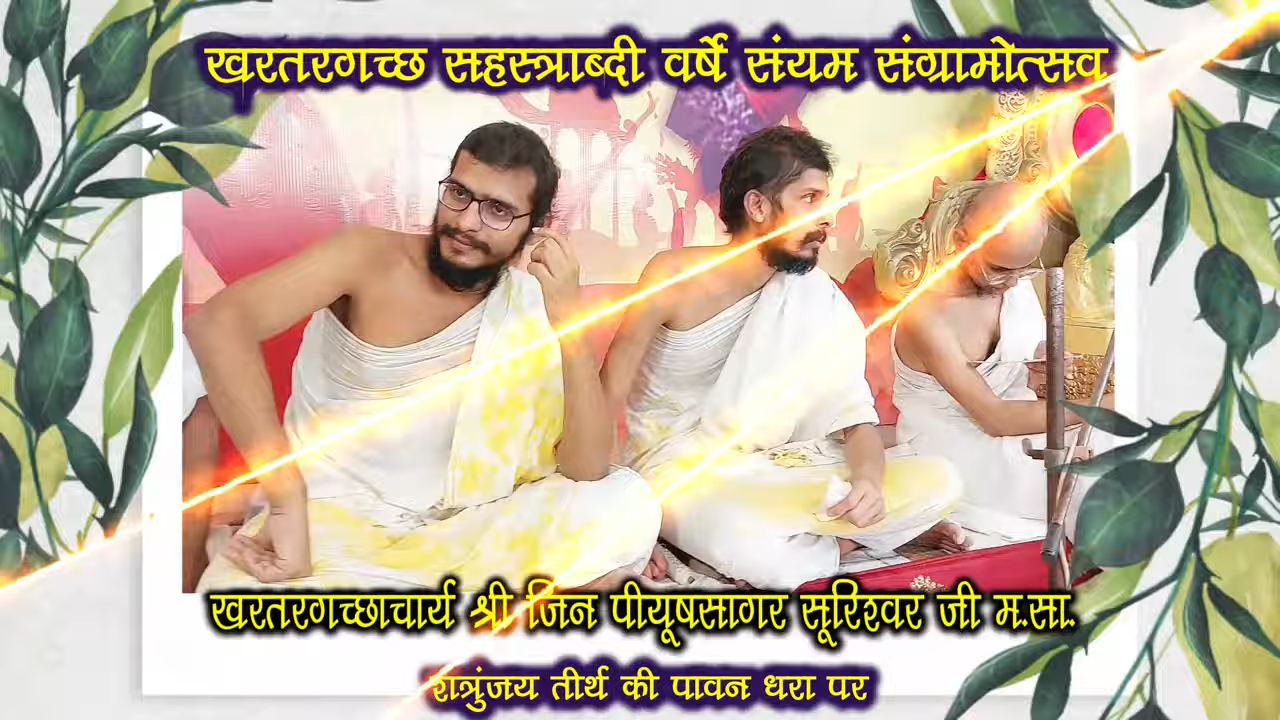 खरतरगच्छ सहस्त्राब्दी वर्षे संयम संग्रामोत्सव
खरतरगच्छाचार्य श्री जिन पीयूषसागर सूरिश्वर जी म.सा.
शत्रुंजय तीर्थ की पावन धरा पर